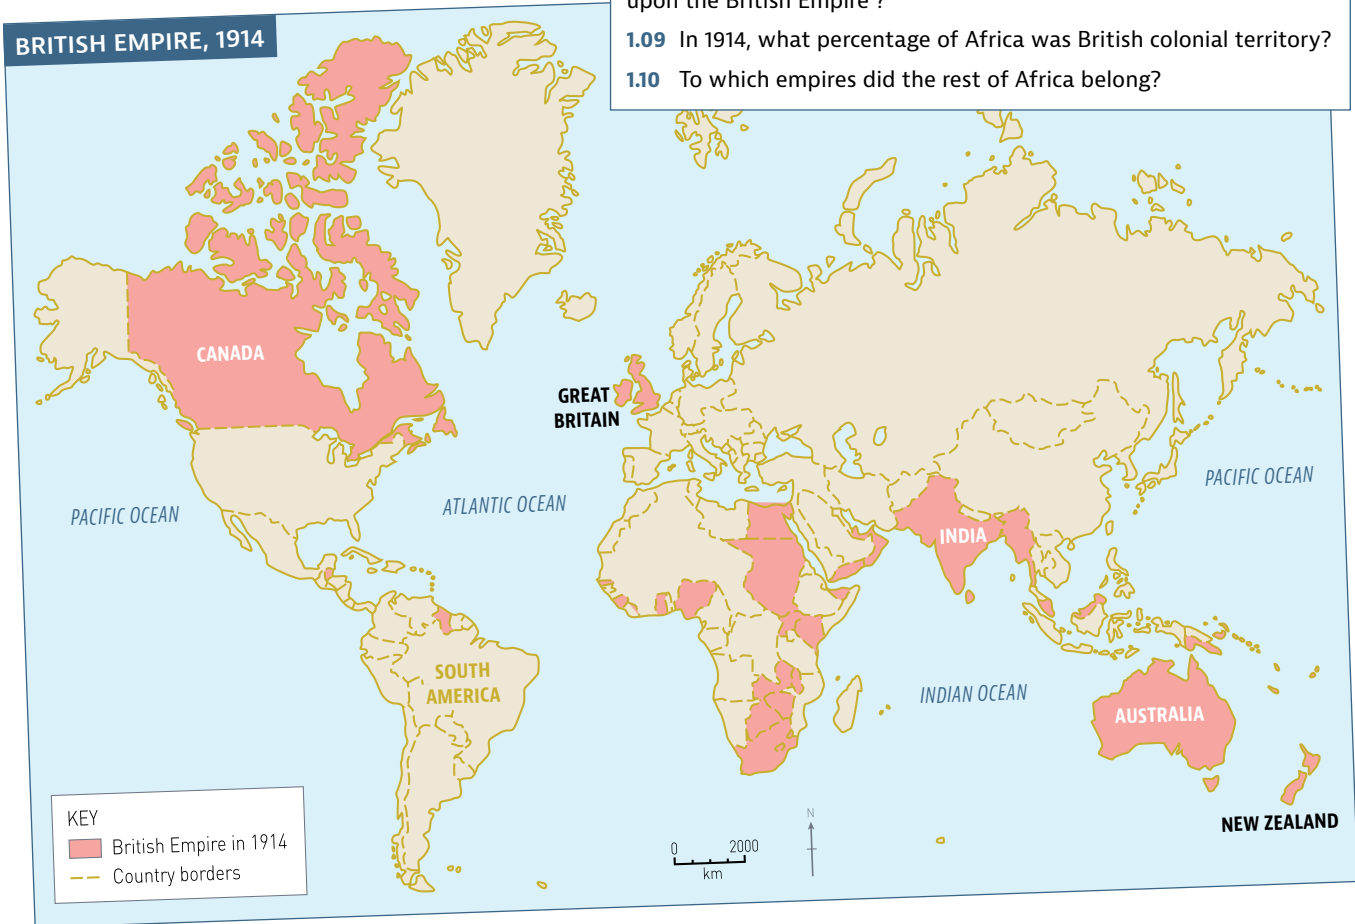 upon the British Empire'?
1.09 In 1914, what percentage of Africa was British colonial territory?
1.10 To which empires did the rest of Africa belong?
BRITISH EMPIRE, 1914
CANADA
GREAT
BRITAIN
PACIFIC OCEAN
ATLANTIC OCEAN
PACIFIC OCEAN
INDIA
SOUTH
AMERICA
INDIAN OCEAN
AUSTRALIA
NEW ZEALAND
KEY
British Empire in 1914
Country borders
0 2000
km
N